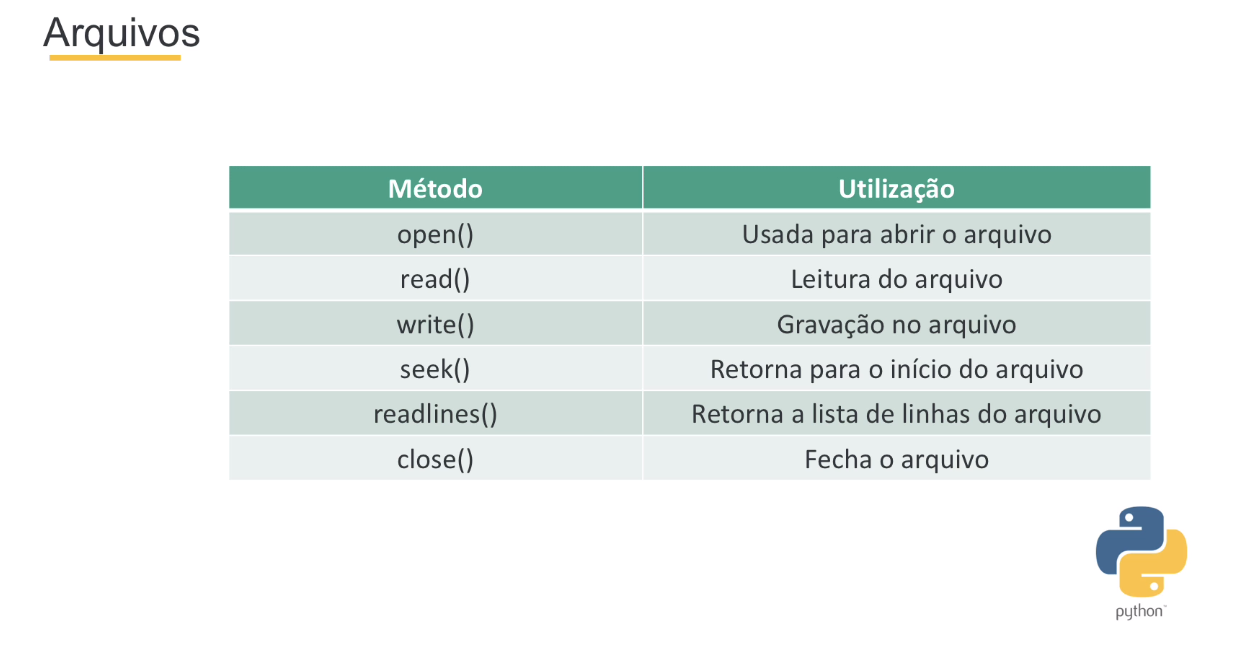 Arquivos
Método Utilização
open() Usada para abrir o arquivo
read() Leitura do arquivo
write() Gravação no arquivo
seek() Retorna para o início do arquivo
readlines() Retorna a lista de linhas do arquivo
close() Fecha o arquivo
python™